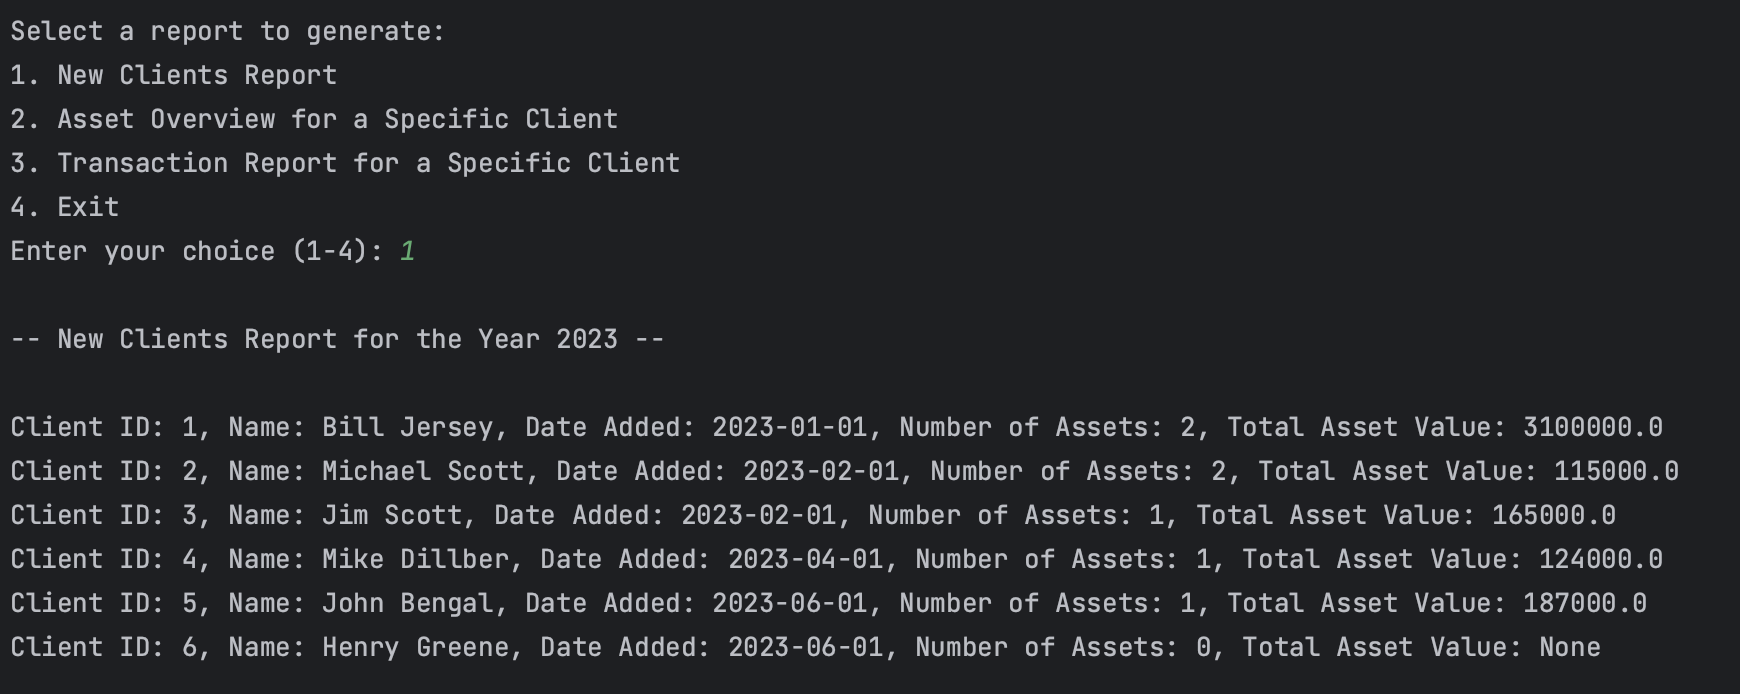 Select a report to generate:
1. New Clients Report
2. Asset Overview for a Specific Client
3. Transaction Report for a Specific Client
4. Exit
Enter your choice (1-4): 1
-- New Clients Report for the Year 2023 --
Client ID: 1, Name: Bill Jersey, Date Added: 2023-01-01, Number of Assets: 2, Total Asset Value: 3100000.0
Client ID: 2, Name: Michael Scott, Date Added: 2023-02-01, Number of Assets: 2, Total Asset Value: 115000.0
Client ID: 3, Name: Jim Scott, Date Added: 2023-02-01, Number of Assets: 1, Total Asset Value: 165000.0
Client ID: 4, Name: Mike Dillber, Date Added: 2023-04-01, Number of Assets: 1, Total Asset Value: 124000.0
Client ID: 5, Name: John Bengal, Date Added: 2023-06-01, Number of Assets: 1, Total Asset Value: 187000.0
Client ID: 6, Name: Henry Greene, Date Added: 2023-06-01, Number of Assets: 0, Total Asset Value: None